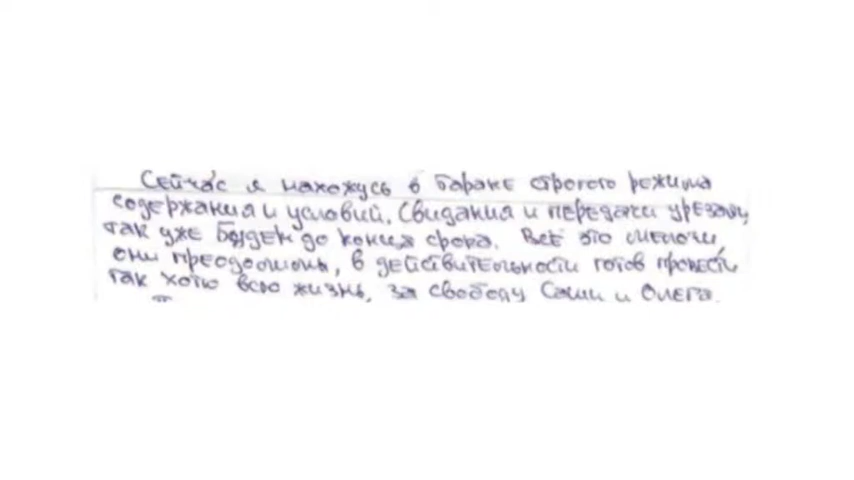 Сейчас я нахожусь в бараке строгого режима
содержания и условий. Свидания и передачи урезали,
так уже будет до конца срока. Всё это мелочи,
они преодолимы, в действительности готов провести
так хоть всю жизнь, за свободу Саши и Олега.